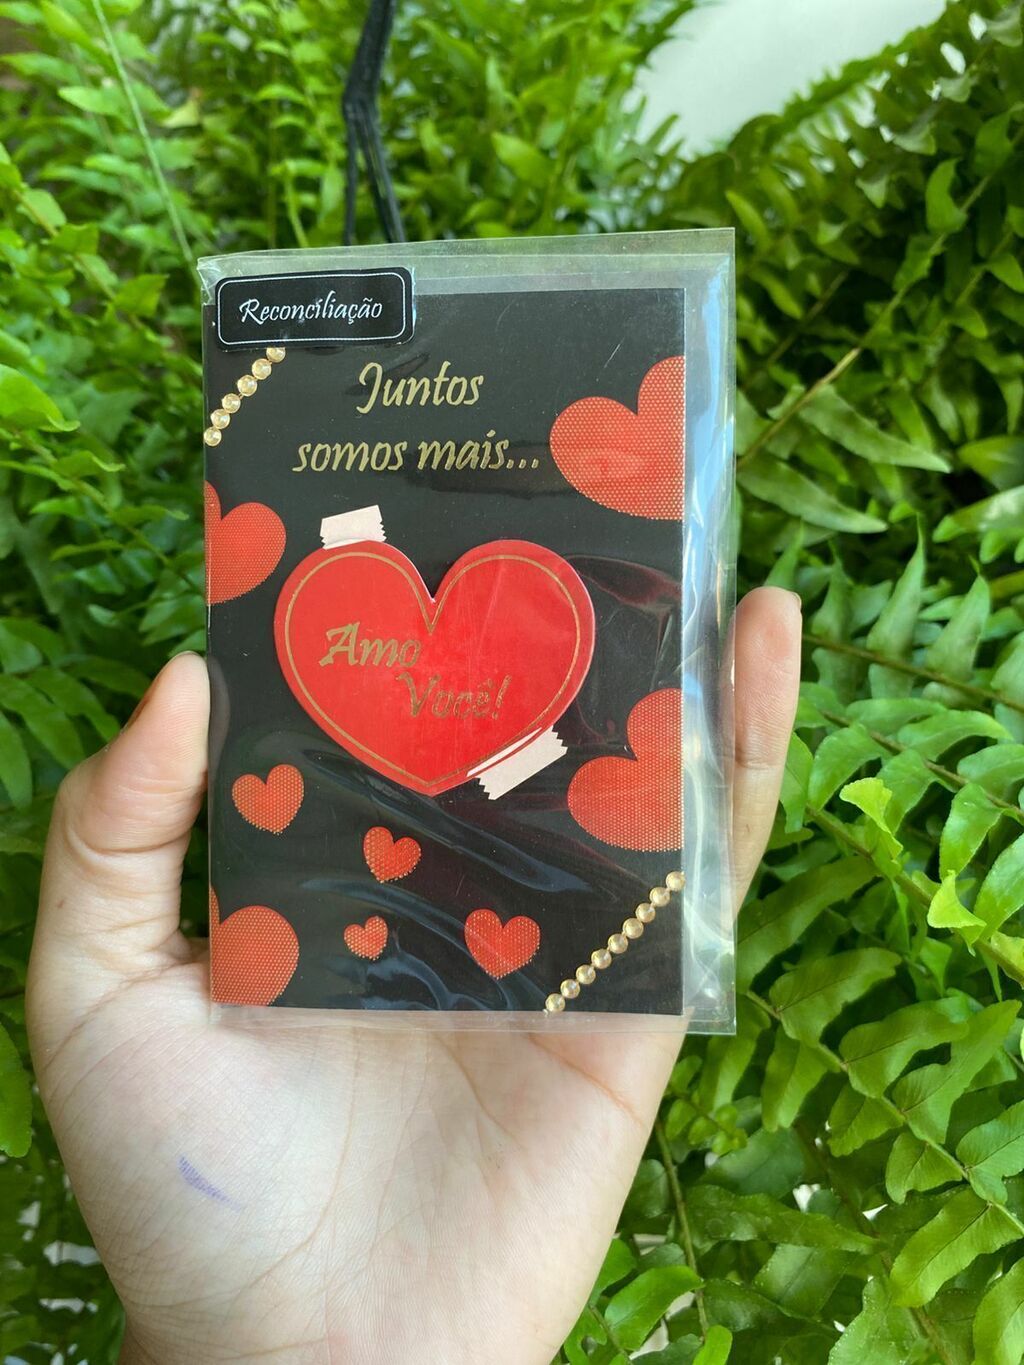 Reconciliação
Juntos
somos mais...
Amo
Você!